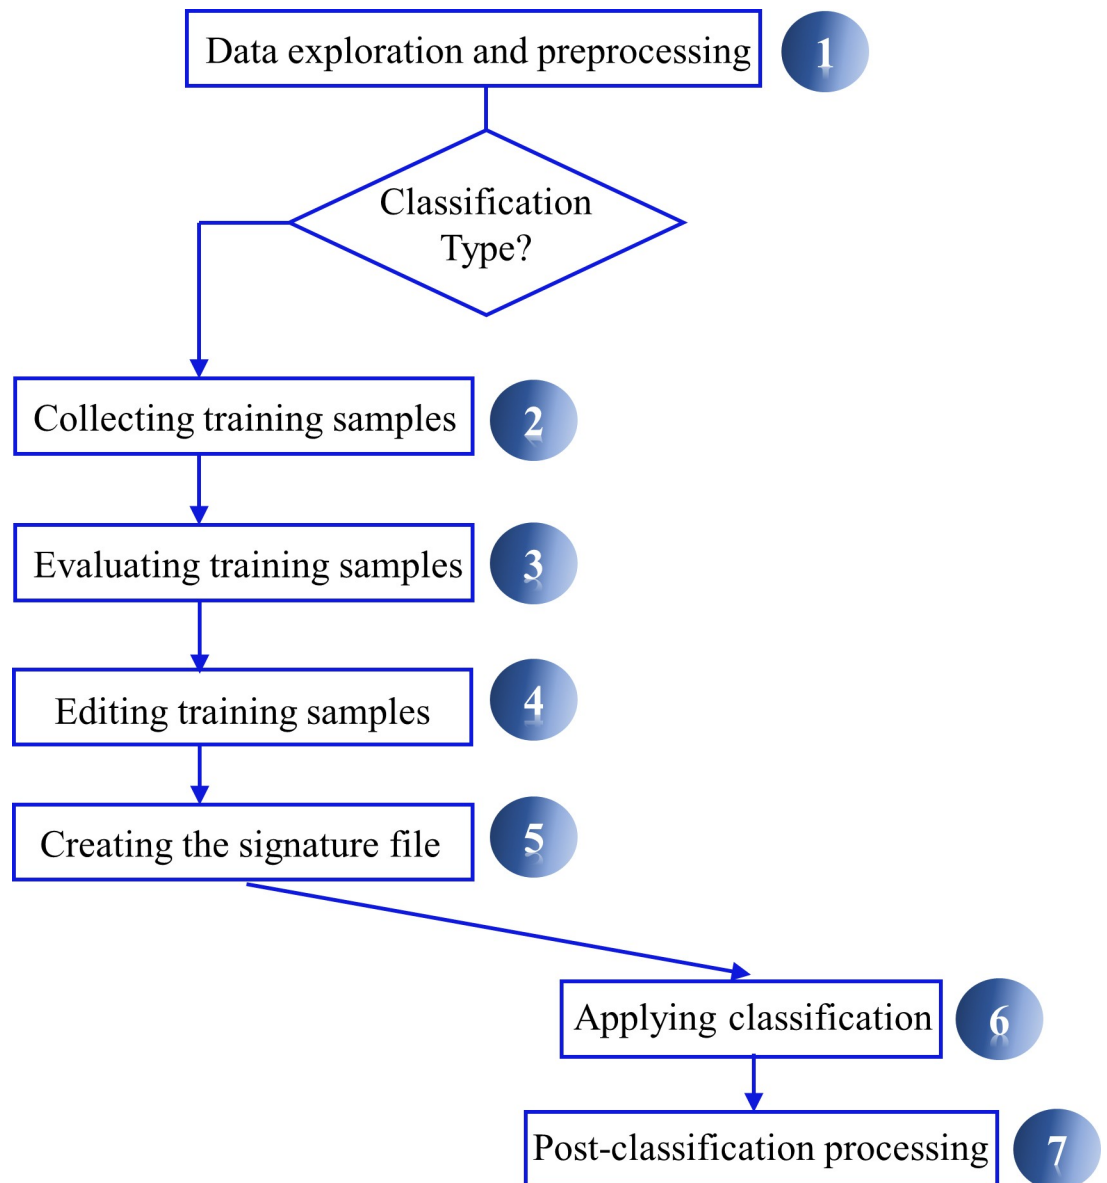 Data exploration and preprocessing
1
Classification
Type?
Collecting training samples
2
Evaluating training samples
3
Editing training samples
4
Creating the signature file
5
Applying classification
6
Post-classification processing
7